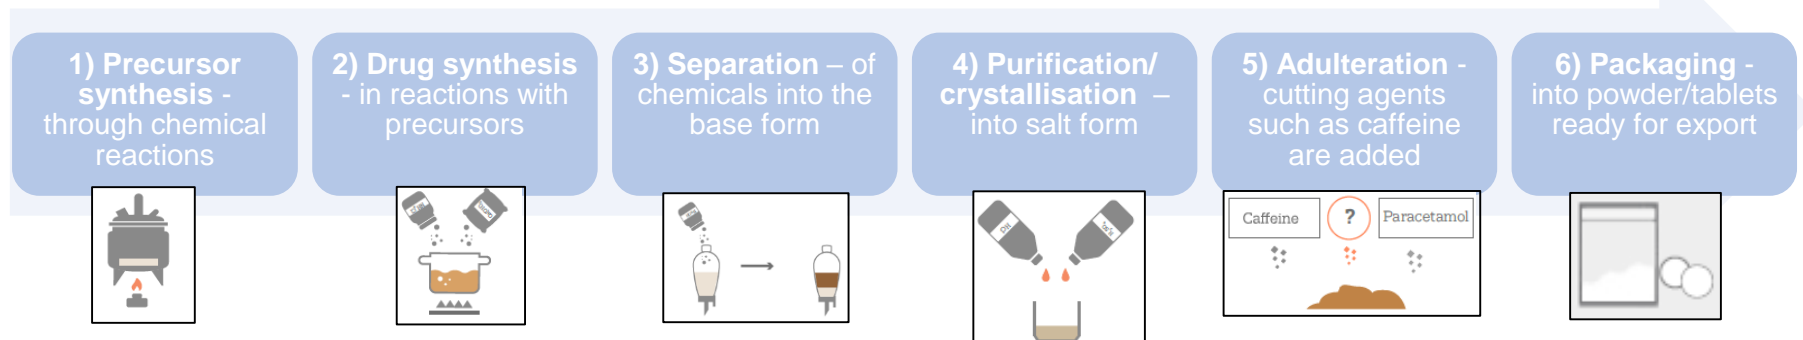 1) Precursor
synthesis -
through chemical
reactions
2) Drug synthesis
- in reactions with
precursors
3) Separation – of
chemicals into the
base form
4) Purification/
crystallisation –
into salt form
5) Adulteration -
cutting agents
such as caffeine
are added
6) Packaging -
into powder/tablets
ready for export
Caffeine
?
Paracetamol